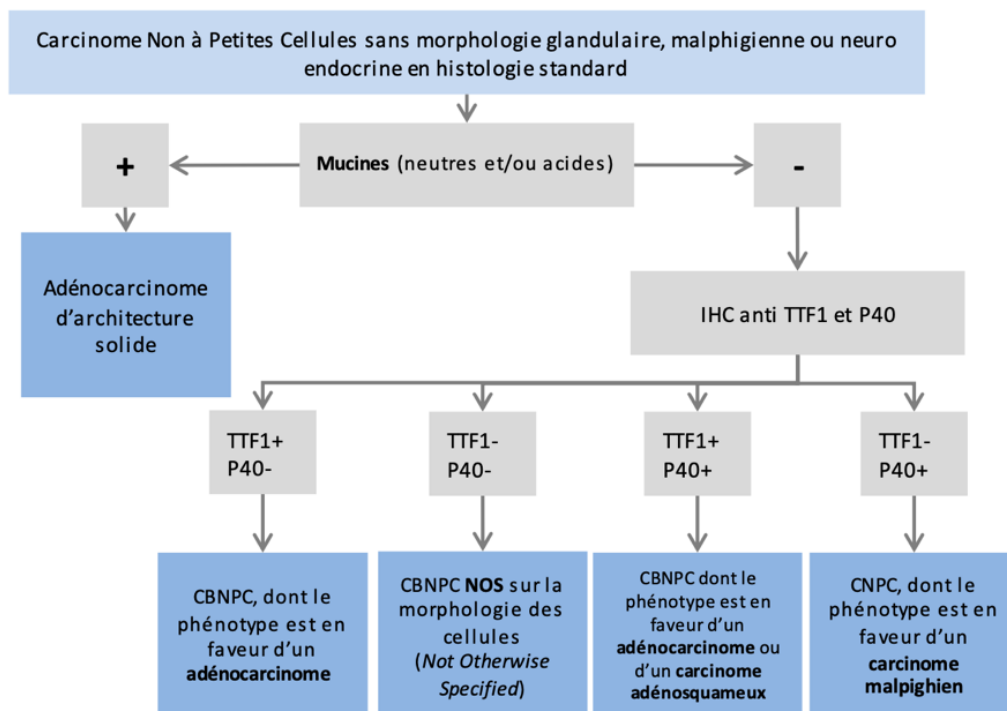 Carcinome Non à Petites Cellules sans morphologie glandulaire, malphigienne ou neuro
endocrine en histologie standard
+
Mucines (neutres et/ou acides)
-
Adénocarcinome
d'architecture
solide
IHC anti TTF1 et P40
TTF1+
P40-
TTF1-
P40-
TTF1+
P40+
TTF1-
P40+
CBNPC, dont le
phénotype est en
faveur d'un
adénocarcinome
CBNPC NOS sur la
morphologie des
cellules
(Not Otherwise
Specified)
CBNPC dont le
phénotype est en
faveur d'un
adénocarcinome ou
d'un carcinome
adénosquameux
CNPC, dont le
phénotype est en
faveur d'un
carcinome
malpighien